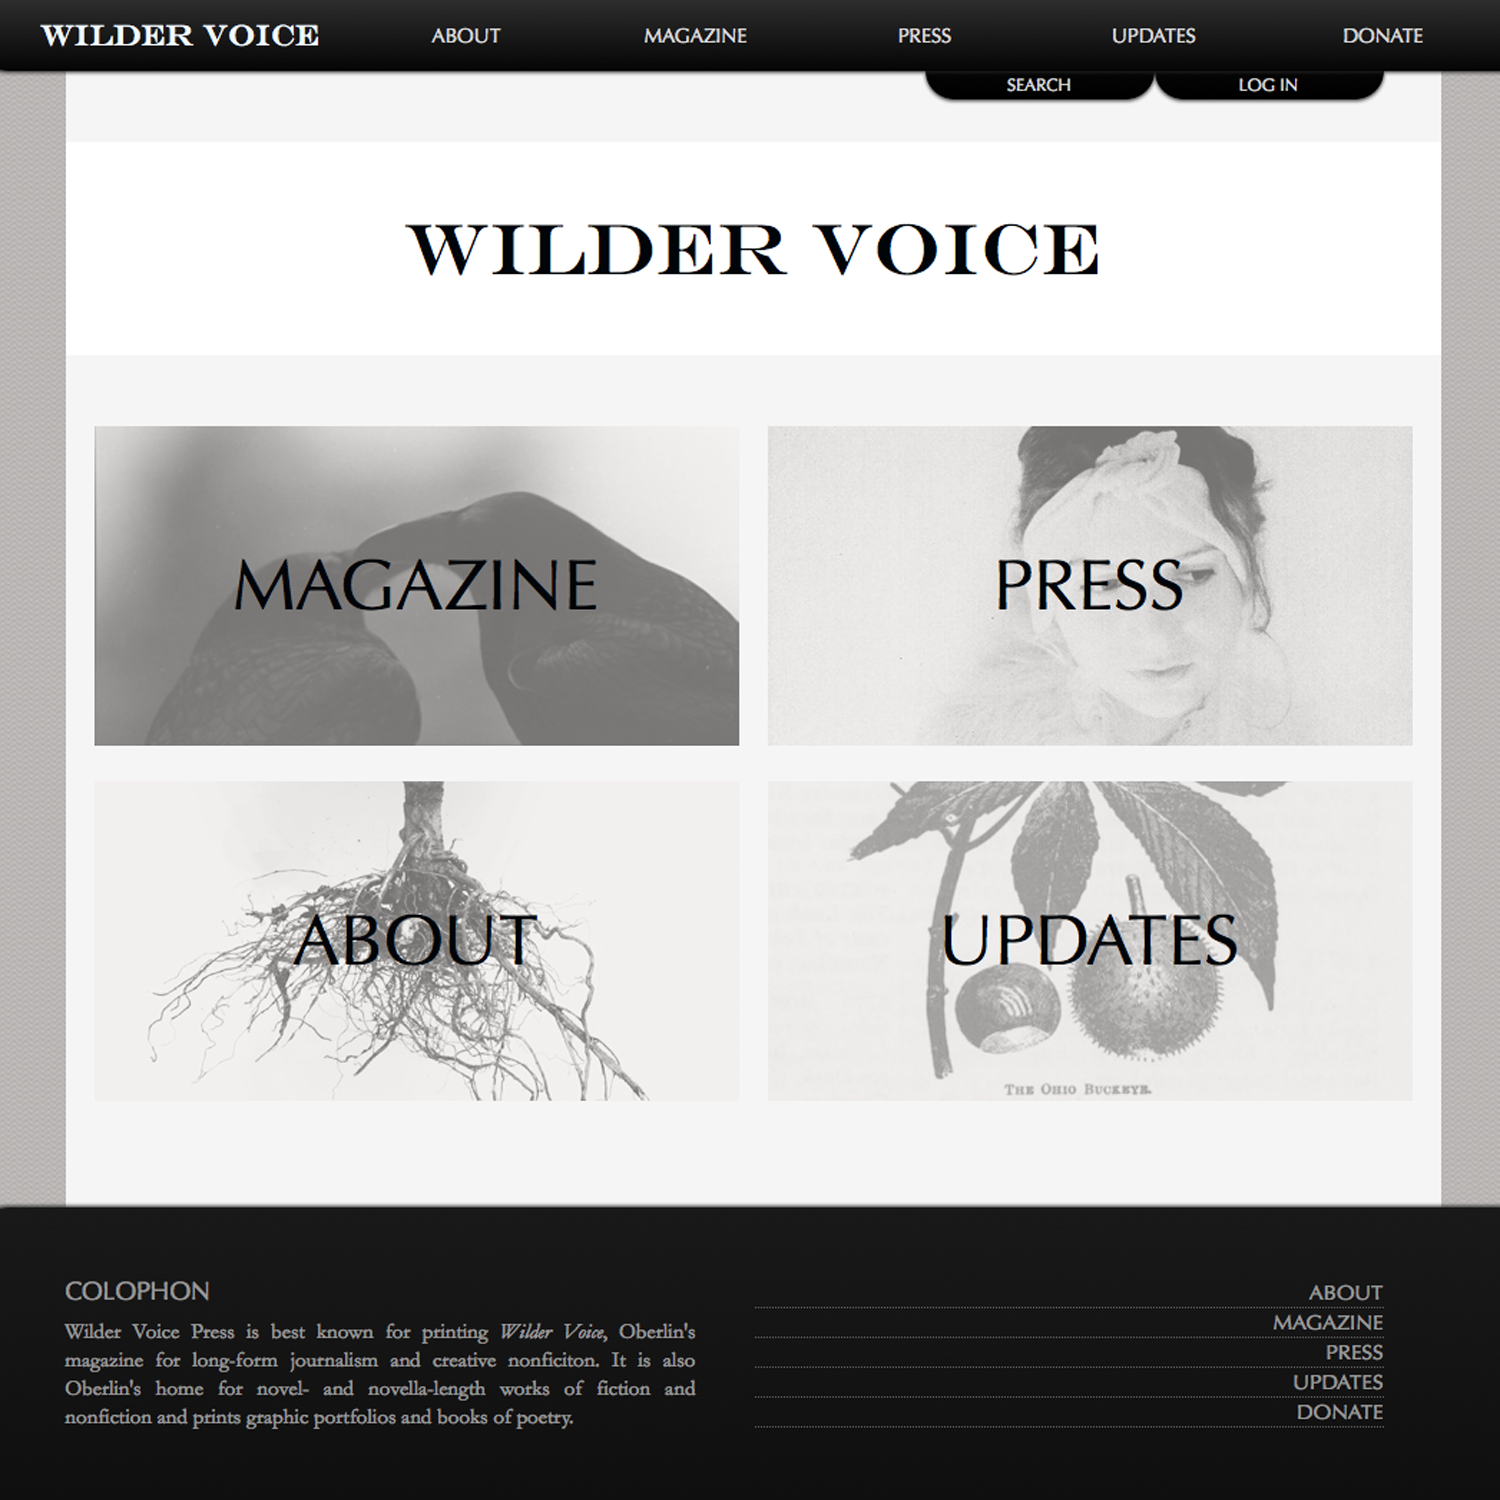 WILDER VOICE ABOUT MAGAZINE PRESS UPDATES DONATE
SEARCH LOG IN
WILDER VOICE
MAGAZINE PRESS
ABOUT UPDATES
THE OHIO BUCKEYE.
COLOPHON
Wilder Voice Press is best known for printing Wilder Voice, Oberlin's
magazine for long-form journalism and creative nonficiton. It is also
Oberlin's home for novel- and novella-length works of fiction and
nonfiction and prints graphic portfolios and books of poetry.
ABOUT
MAGAZINE
PRESS
UPDATES
DONATE